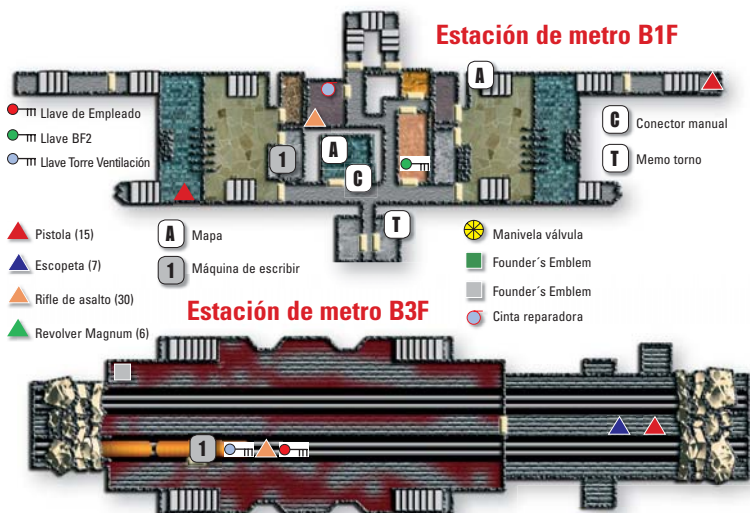 Estación de metro B1F
A
Llave de Empleado
Llave BF2
Llave Torre Ventilación
1
A
C
C Conector manual
T Memo torno
T
Pistola (15)
Escopeta (7)
Rifle de asalto (30)
Revolver Magnum (6)
A Mapa
1 Máquina de escribir
Manivela válvula
Founder´s Emblem
Founder´s Emblem
Cinta reparadora
Estación de metro B3F
1